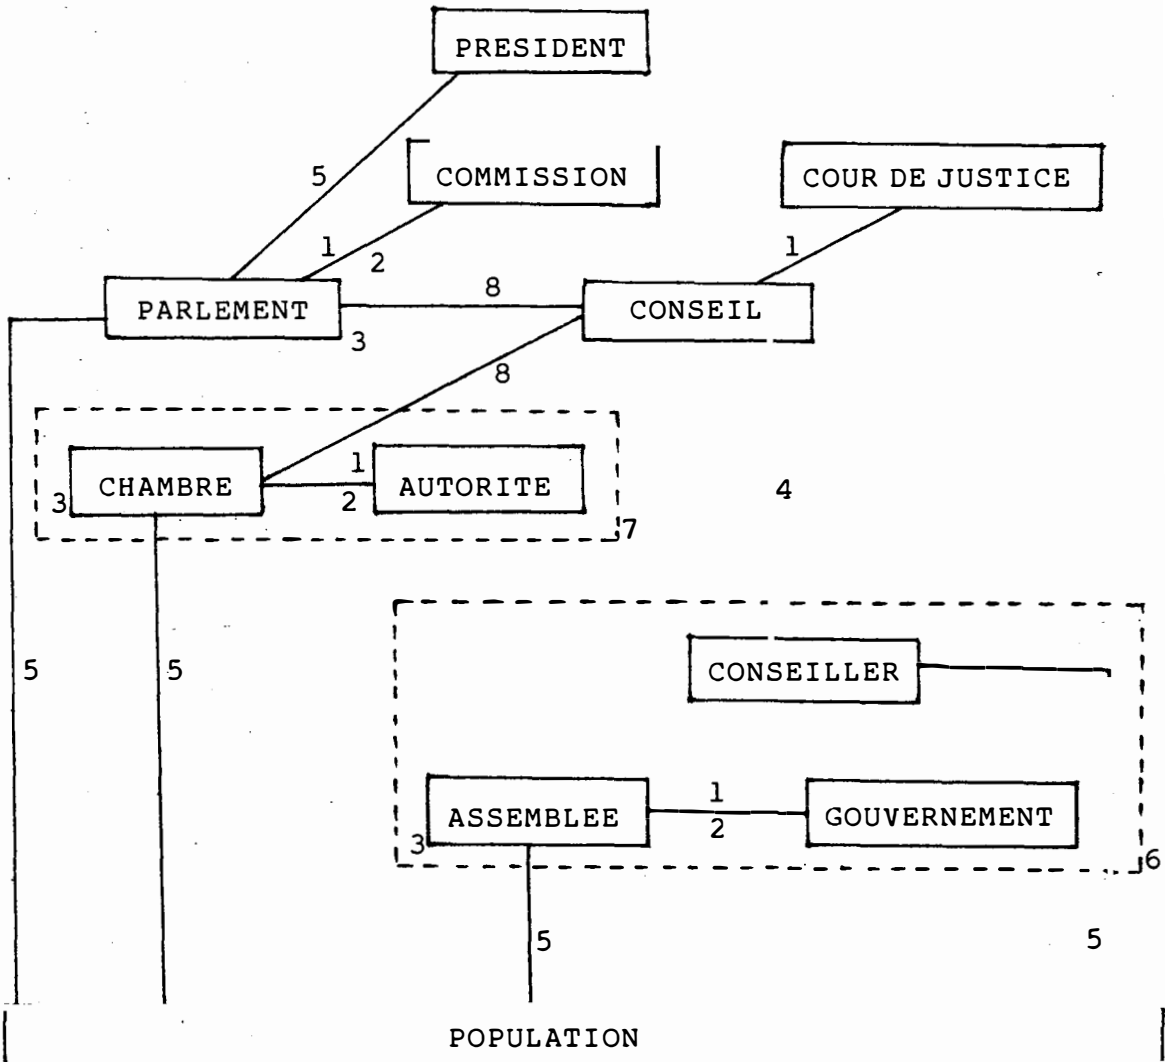 PRESIDENT
5
COMMISSION
COUR DE JUSTICE
1
1
2
PARLEMENT
8
CONSEIL
3
8
CHAMBRE
1
AUTORITE
3
2
4
7
5
5
CONSEILLER
ASSEMBLEE
1
GOUVERNEMENT
2
3
6
5
5
POPULATION